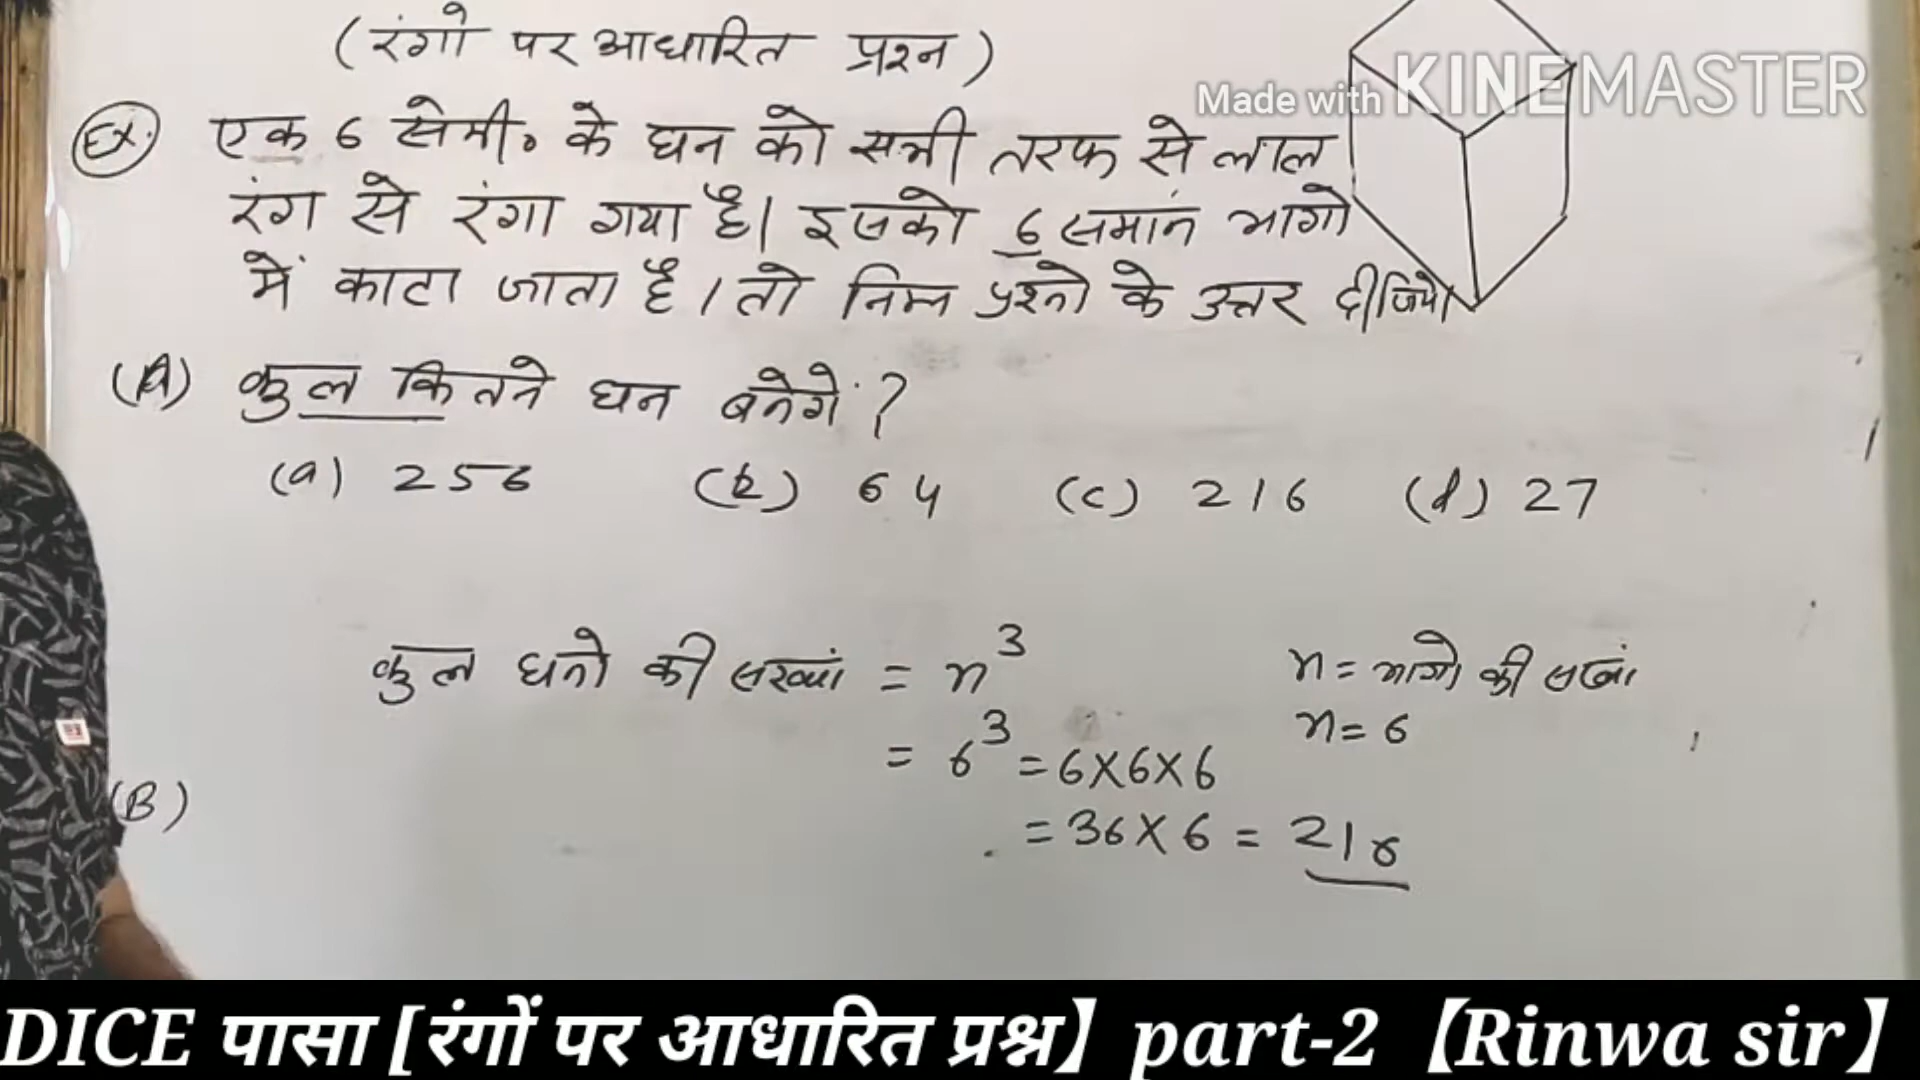 (रंगो पर आधारित प्रश्न)
Made with KINEMASTER
Ex. एक 6 सेमी० के घन को सभी तरफ से लाल
रंग से रंगा गया है। इसको 6 समान भागो
में काटा जाता है। तो निम्न प्रश्नो के उत्तर दीजिये।
(A) कुल कितने घन बनेगें ?
(a) 256 (b) 64 (c) 216 (d) 27
कुल घनो की सख्यां = n³ n = भागो की सख्यां
= 6³ = 6×6×6 n = 6
(B)
= 36×6 = 216
DICE पासा [रंगों पर आधारित प्रश्न】 part-2 【Rinwa sir】